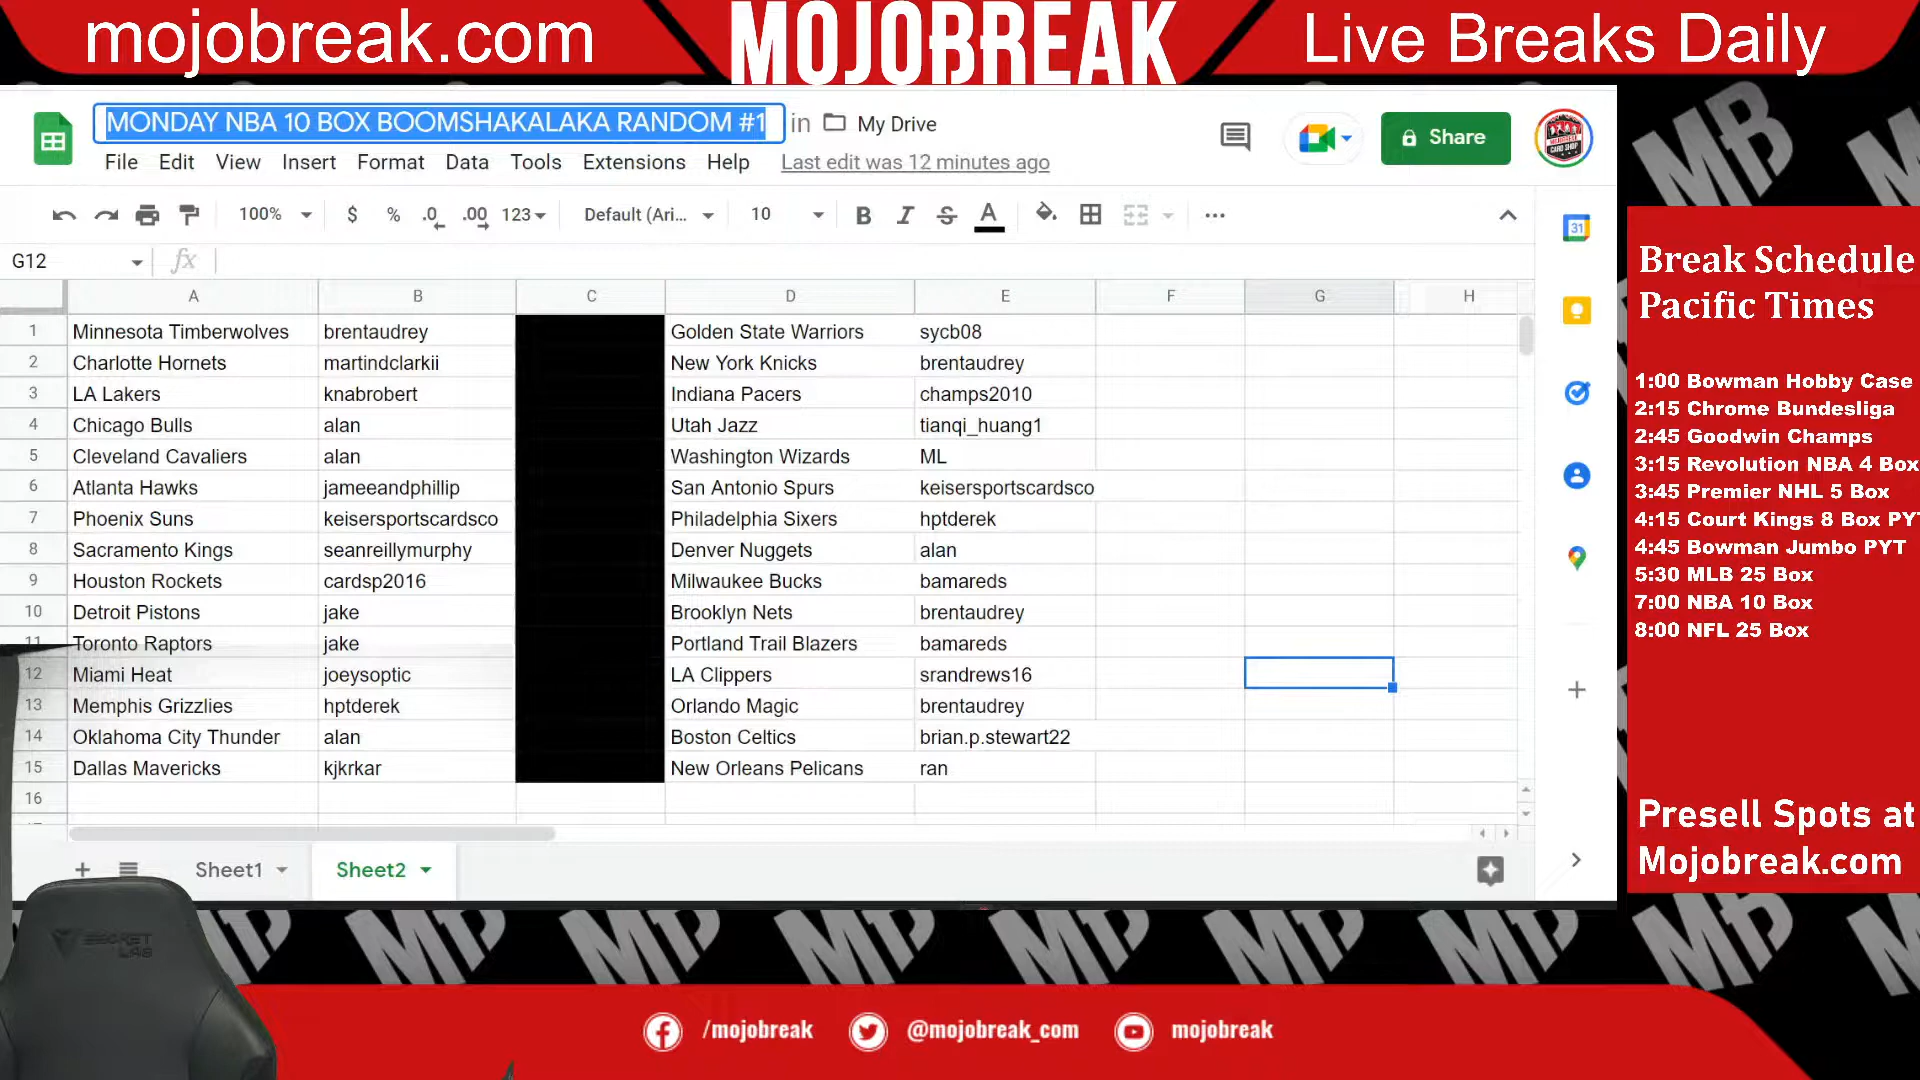 mojobreak.com
MOJOBREAK
Live Breaks Daily
MONDAY NBA 10 BOX BOOMSHAKALAKA RANDOM #1 in My Drive
Share
File Edit View Insert Format Data Tools Extensions Help Last edit was 12 minutes ago
100% $ % .0 .00 123 Default (Ari... 10 B I S A ...
G12 fx
A B C D E F G H
1 Minnesota Timberwolves brentaudrey Golden State Warriors sycb08
2 Charlotte Hornets martindclarkii New York Knicks brentaudrey
3 LA Lakers knabrobert Indiana Pacers champs2010
4 Chicago Bulls alan Utah Jazz tianqi_huang1
5 Cleveland Cavaliers alan Washington Wizards ML
6 Atlanta Hawks jameeandphillip San Antonio Spurs keisersportscardsco
7 Phoenix Suns keisersportscardsco Philadelphia Sixers hptderek
8 Sacramento Kings seanreillymurphy Denver Nuggets alan
9 Houston Rockets cardsp2016 Milwaukee Bucks bamareds
10 Detroit Pistons jake Brooklyn Nets brentaudrey
11 Toronto Raptors jake Portland Trail Blazers bamareds
12 Miami Heat joeysoptic LA Clippers srandrews16
13 Memphis Grizzlies hptderek Orlando Magic brentaudrey
14 Oklahoma City Thunder alan Boston Celtics brian.p.stewart22
15 Dallas Mavericks kjkrkar New Orleans Pelicans ran
16
Sheet1 Sheet2
31
Break Schedule
Pacific Times
1:00 Bowman Hobby Case
2:15 Chrome Bundesliga
2:45 Goodwin Champs
3:15 Revolution NBA 4 Box
3:45 Premier NHL 5 Box
4:15 Court Kings 8 Box PY
4:45 Bowman Jumbo PYT
5:30 MLB 25 Box
7:00 NBA 10 Box
8:00 NFL 25 Box
Presell Spots at
Mojobreak.com
SECRET
LAB
/mojobreak @mojobreak_com mojobreak